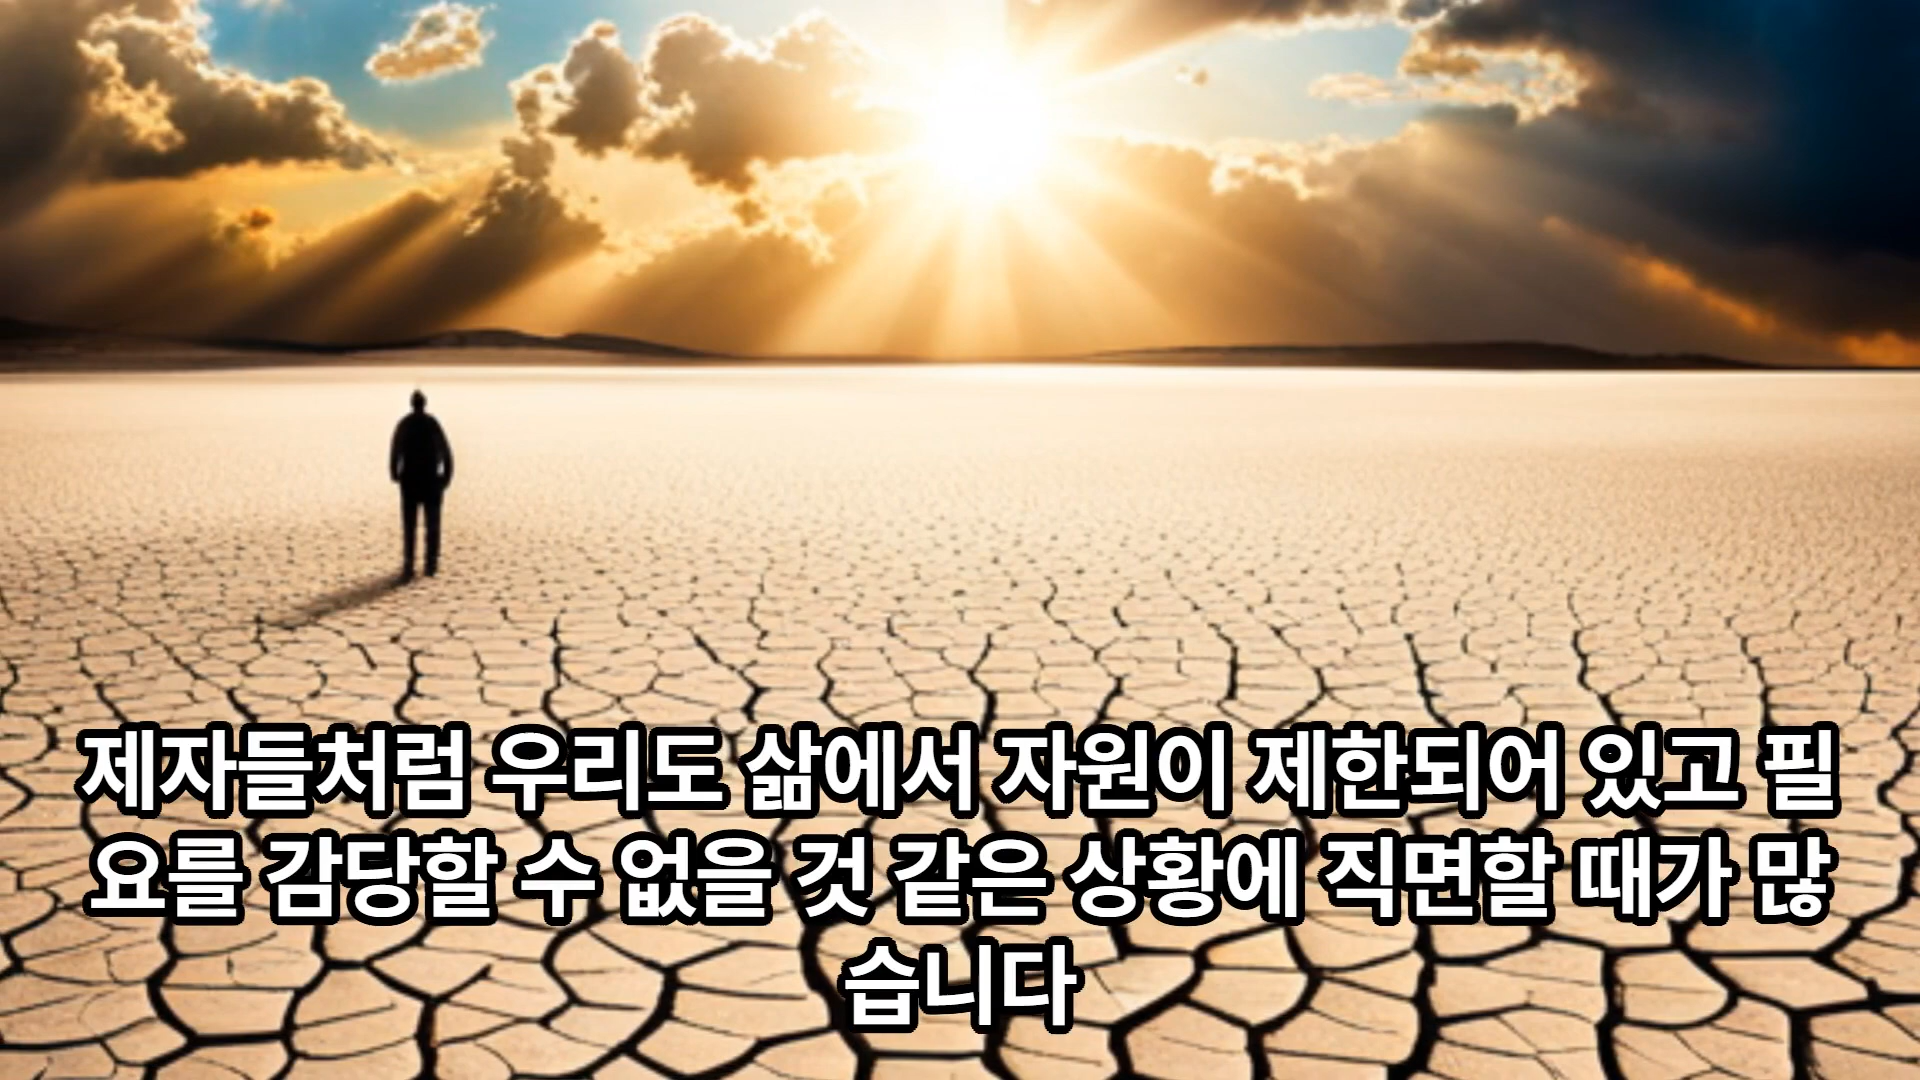 제자들처럼 우리도 삶에서 자원이 제한되어 있고 필
요를 감당할 수 없을 것 같은 상황에 직면할 때가 많
습니다